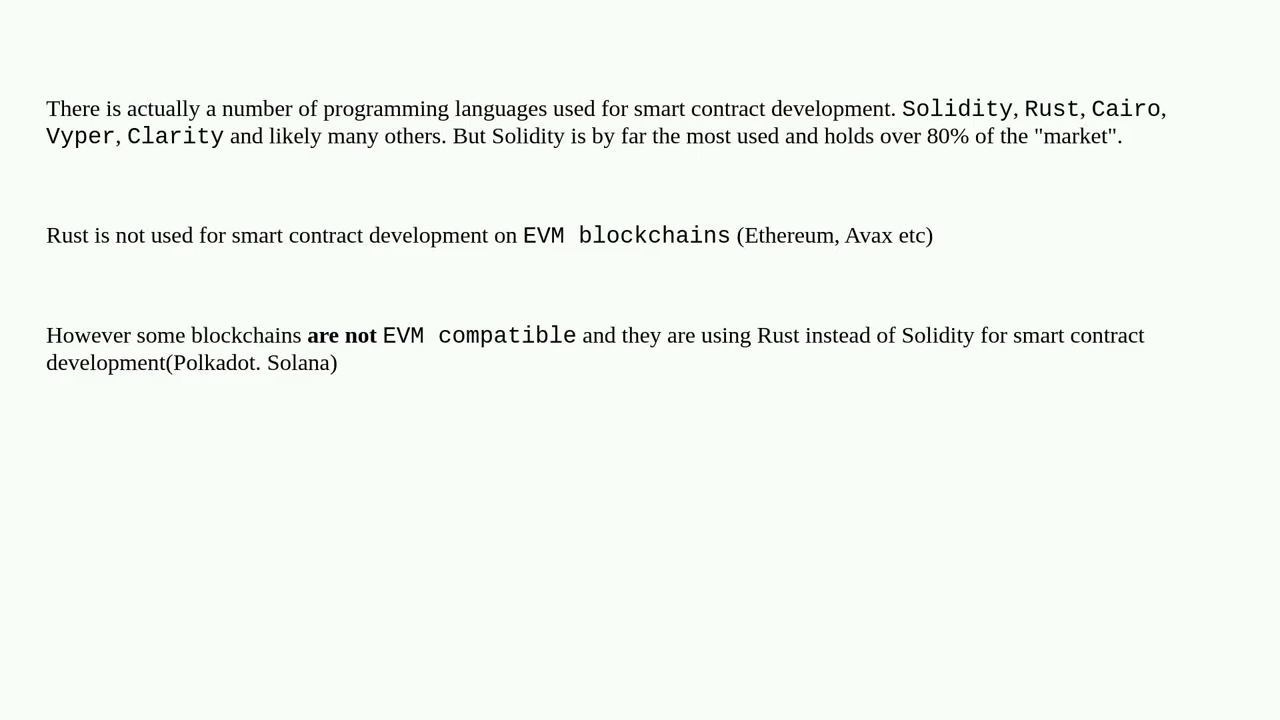 There is actually a number of programming languages used for smart contract development. Solidity, Rust, Cairo,
Vyper, Clarity and likely many others. But Solidity is by far the most used and holds over 80% of the "market".
Rust is not used for smart contract development on EVM blockchains (Ethereum, Avax etc)
However some blockchains are not EVM compatible and they are using Rust instead of Solidity for smart contract
development(Polkadot. Solana)